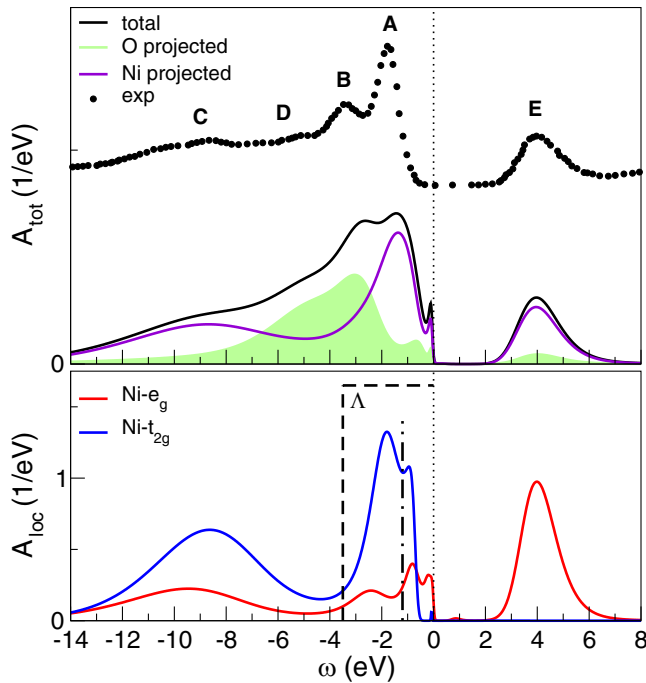 total
O projected
Ni projected
exp
A
B
C
D
E
A_tot (1/eV)
0
Ni-e_g
Ni-t_2g
Λ
A_loc (1/eV)
1
0
-14 -12 -10 -8 -6 -4 -2 0 2 4 6 8
ω (eV)